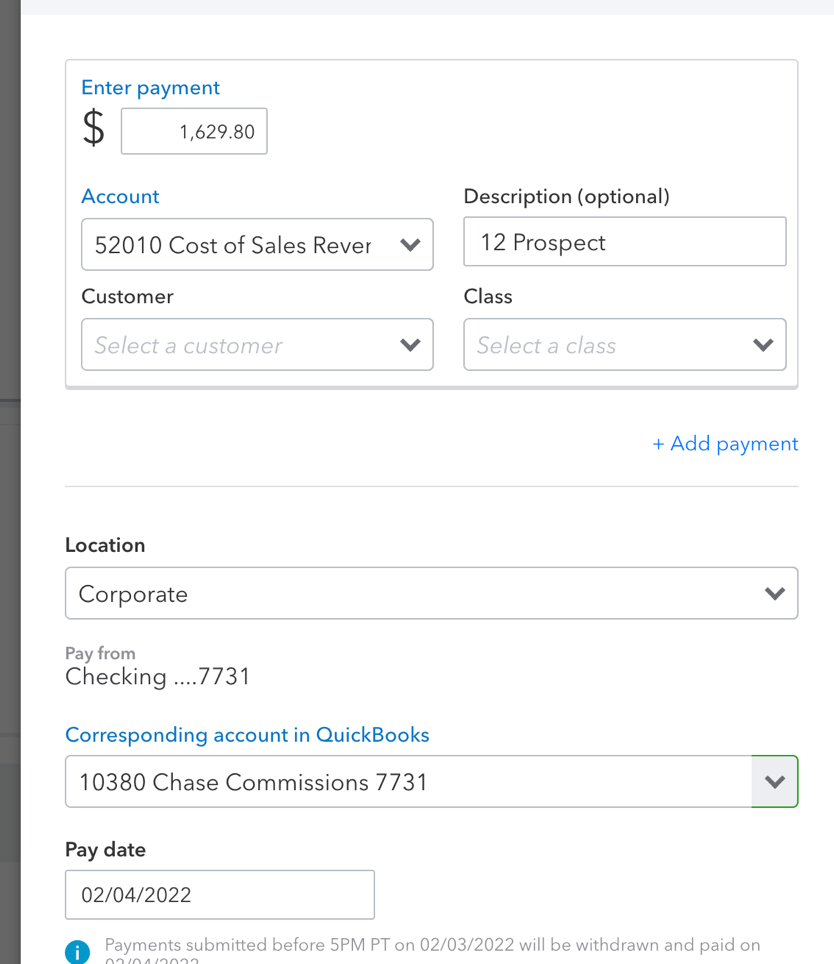 Enter payment
$ 1,629.80
Account
Description (optional)
52010 Cost of Sales Rever
12 Prospect
Customer
Class
Select a customer
Select a class
+ Add payment
Location
Corporate
Pay from
Checking ....7731
Corresponding account in QuickBooks
10380 Chase Commissions 7731
Pay date
02/04/2022
i Payments submitted before 5PM PT on 02/03/2022 will be withdrawn and paid on
02/04/2022